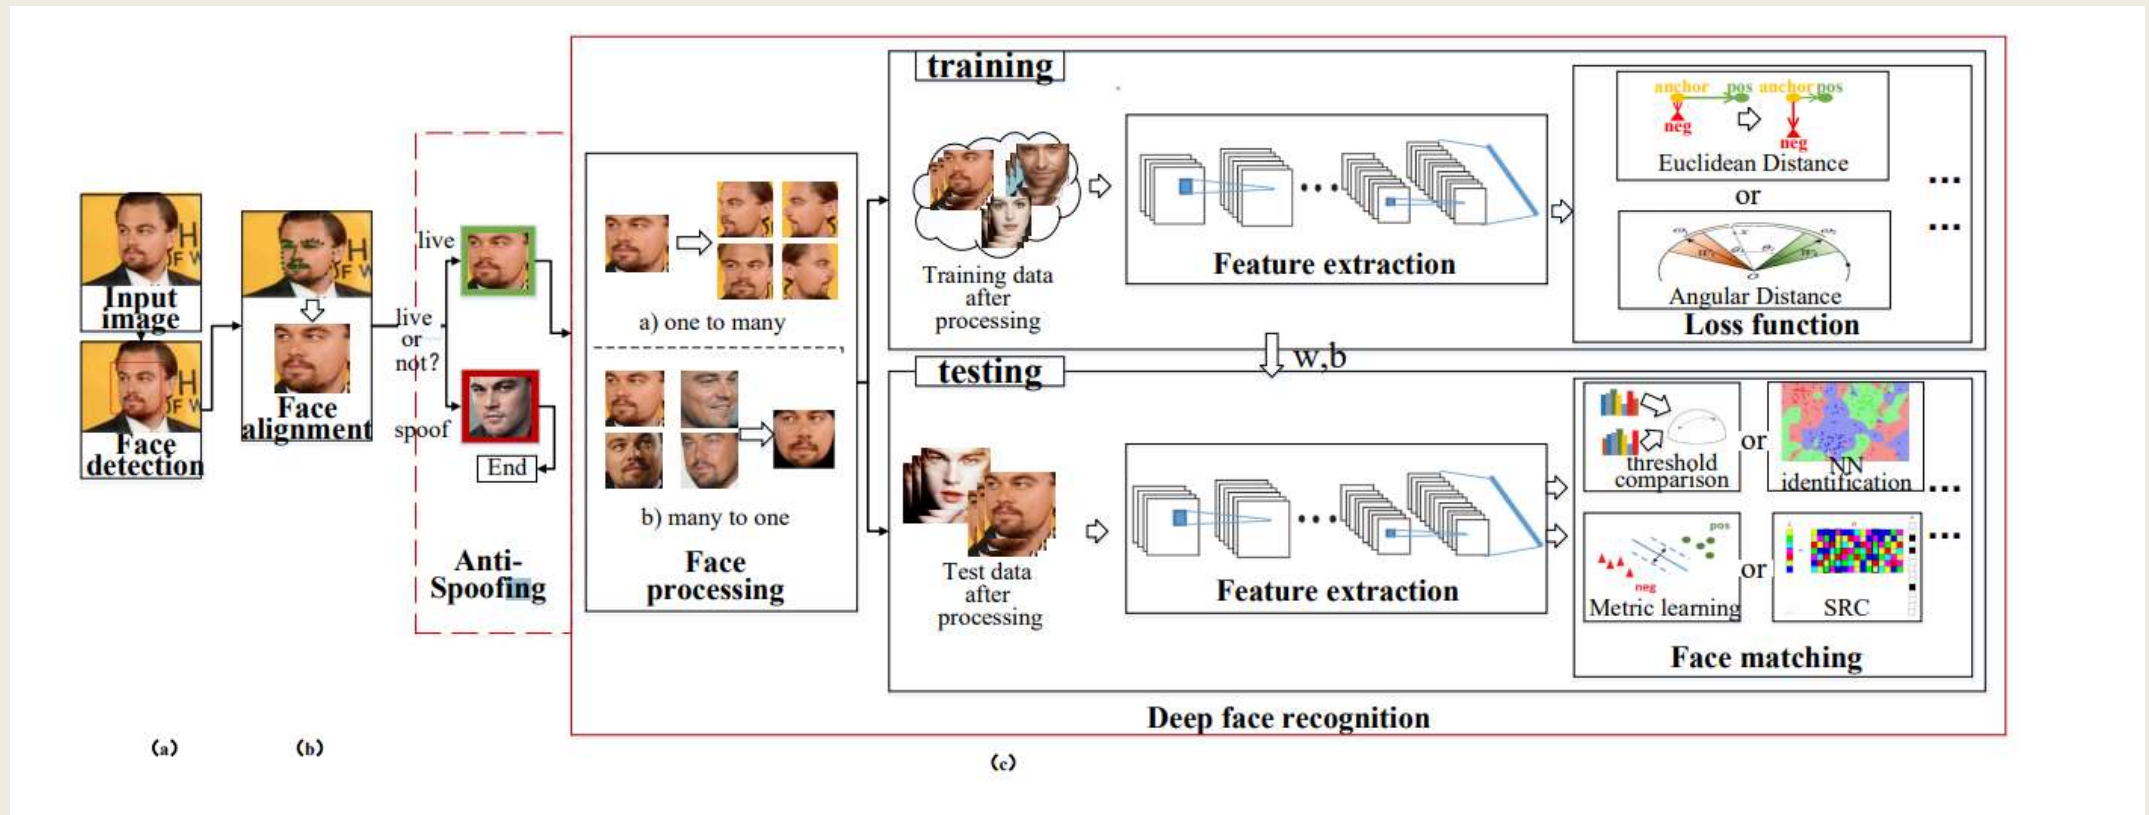 Input
image
Face
detection
Face
alignment
live
or
not?
live
spoof
End
Anti-
Spoofing
a) one to many
b) many to one
Face
processing
training
Training data
after
processing
Feature extraction
anchor pos anchor pos
neg
neg
Euclidean Distance
or
Angular Distance
Loss function
...
...
w,b
testing
Test data
after
processing
Feature extraction
threshold
comparison
or
NN
identification
...
...
pos
neg
Metric learning
or
SRC
Face matching
Deep face recognition
(a)
(b)
(c)